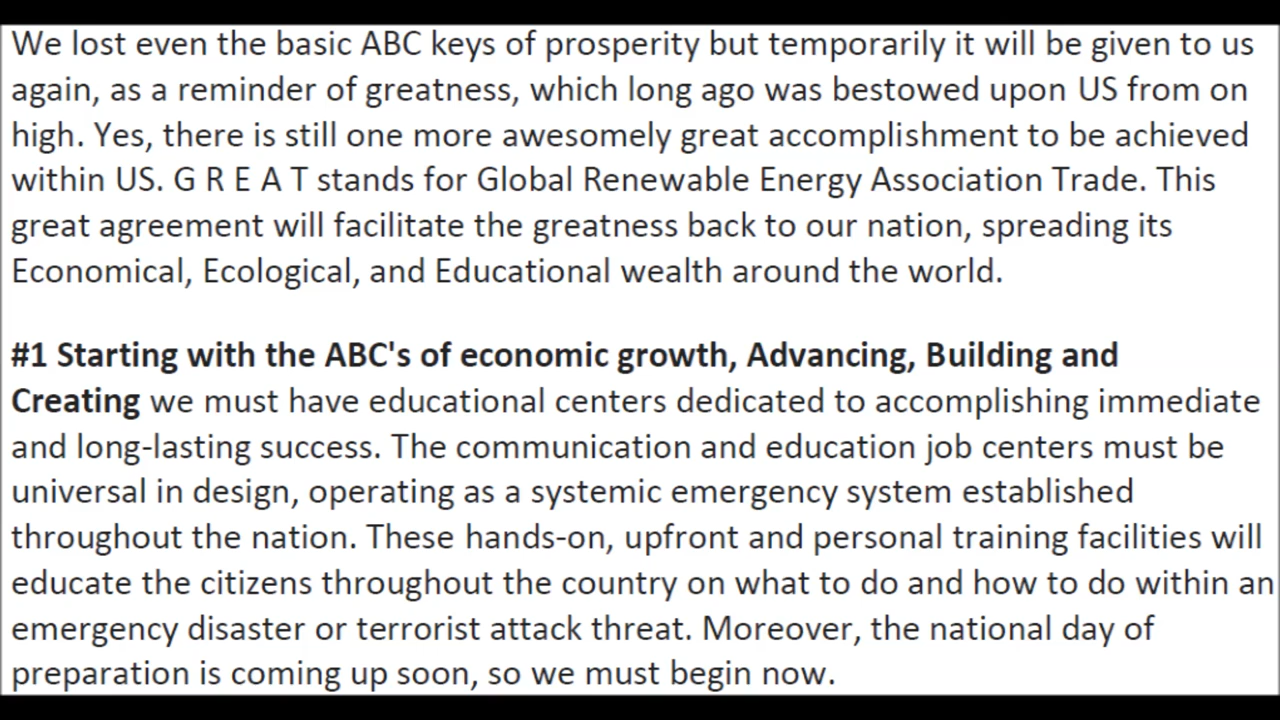 We lost even the basic ABC keys of prosperity but temporarily it will be given to us
again, as a reminder of greatness, which long ago was bestowed upon US from on
high. Yes, there is still one more awesomely great accomplishment to be achieved
within US. G R E A T stands for Global Renewable Energy Association Trade. This
great agreement will facilitate the greatness back to our nation, spreading its
Economical, Ecological, and Educational wealth around the world.
#1 Starting with the ABC's of economic growth, Advancing, Building and
Creating we must have educational centers dedicated to accomplishing immediate
and long-lasting success. The communication and education job centers must be
universal in design, operating as a systemic emergency system established
throughout the nation. These hands-on, upfront and personal training facilities will
educate the citizens throughout the country on what to do and how to do within an
emergency disaster or terrorist attack threat. Moreover, the national day of
preparation is coming up soon, so we must begin now.